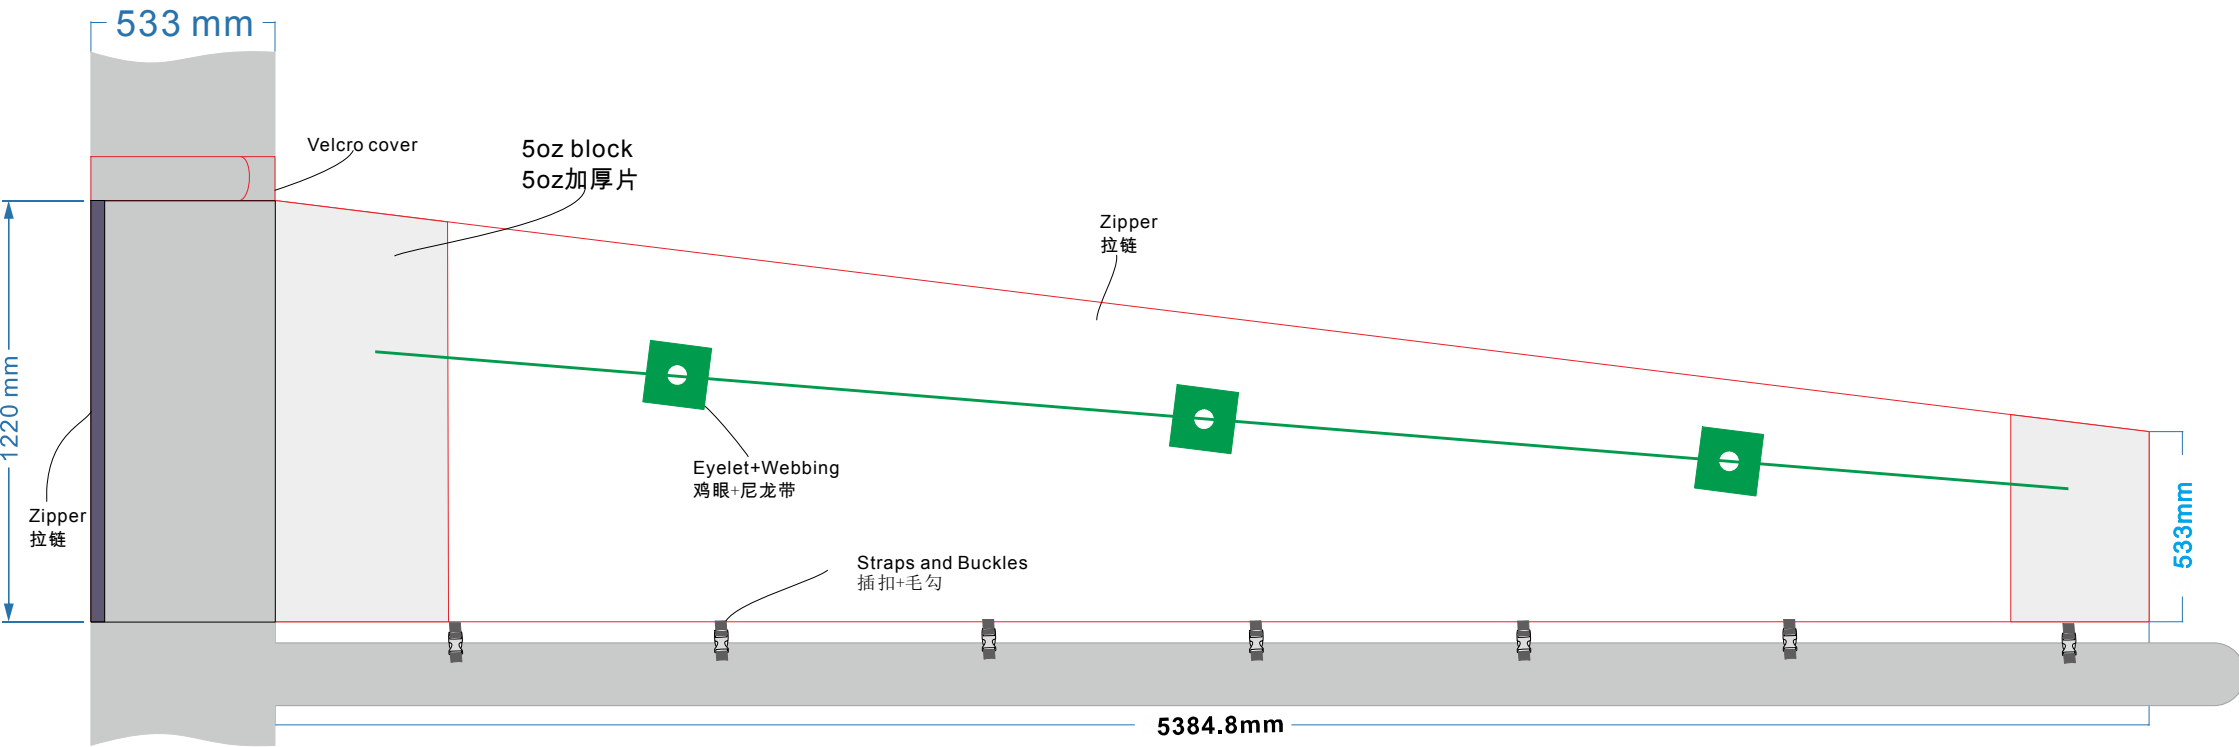 533 mm
Velcro cover
5oz block
5oz加厚片
Zipper
拉链
1220 mm
Eyelet+Webbing
鸡眼+尼龙带
Zipper
拉链
533mm
Straps and Buckles
插扣+毛勾
5384.8mm